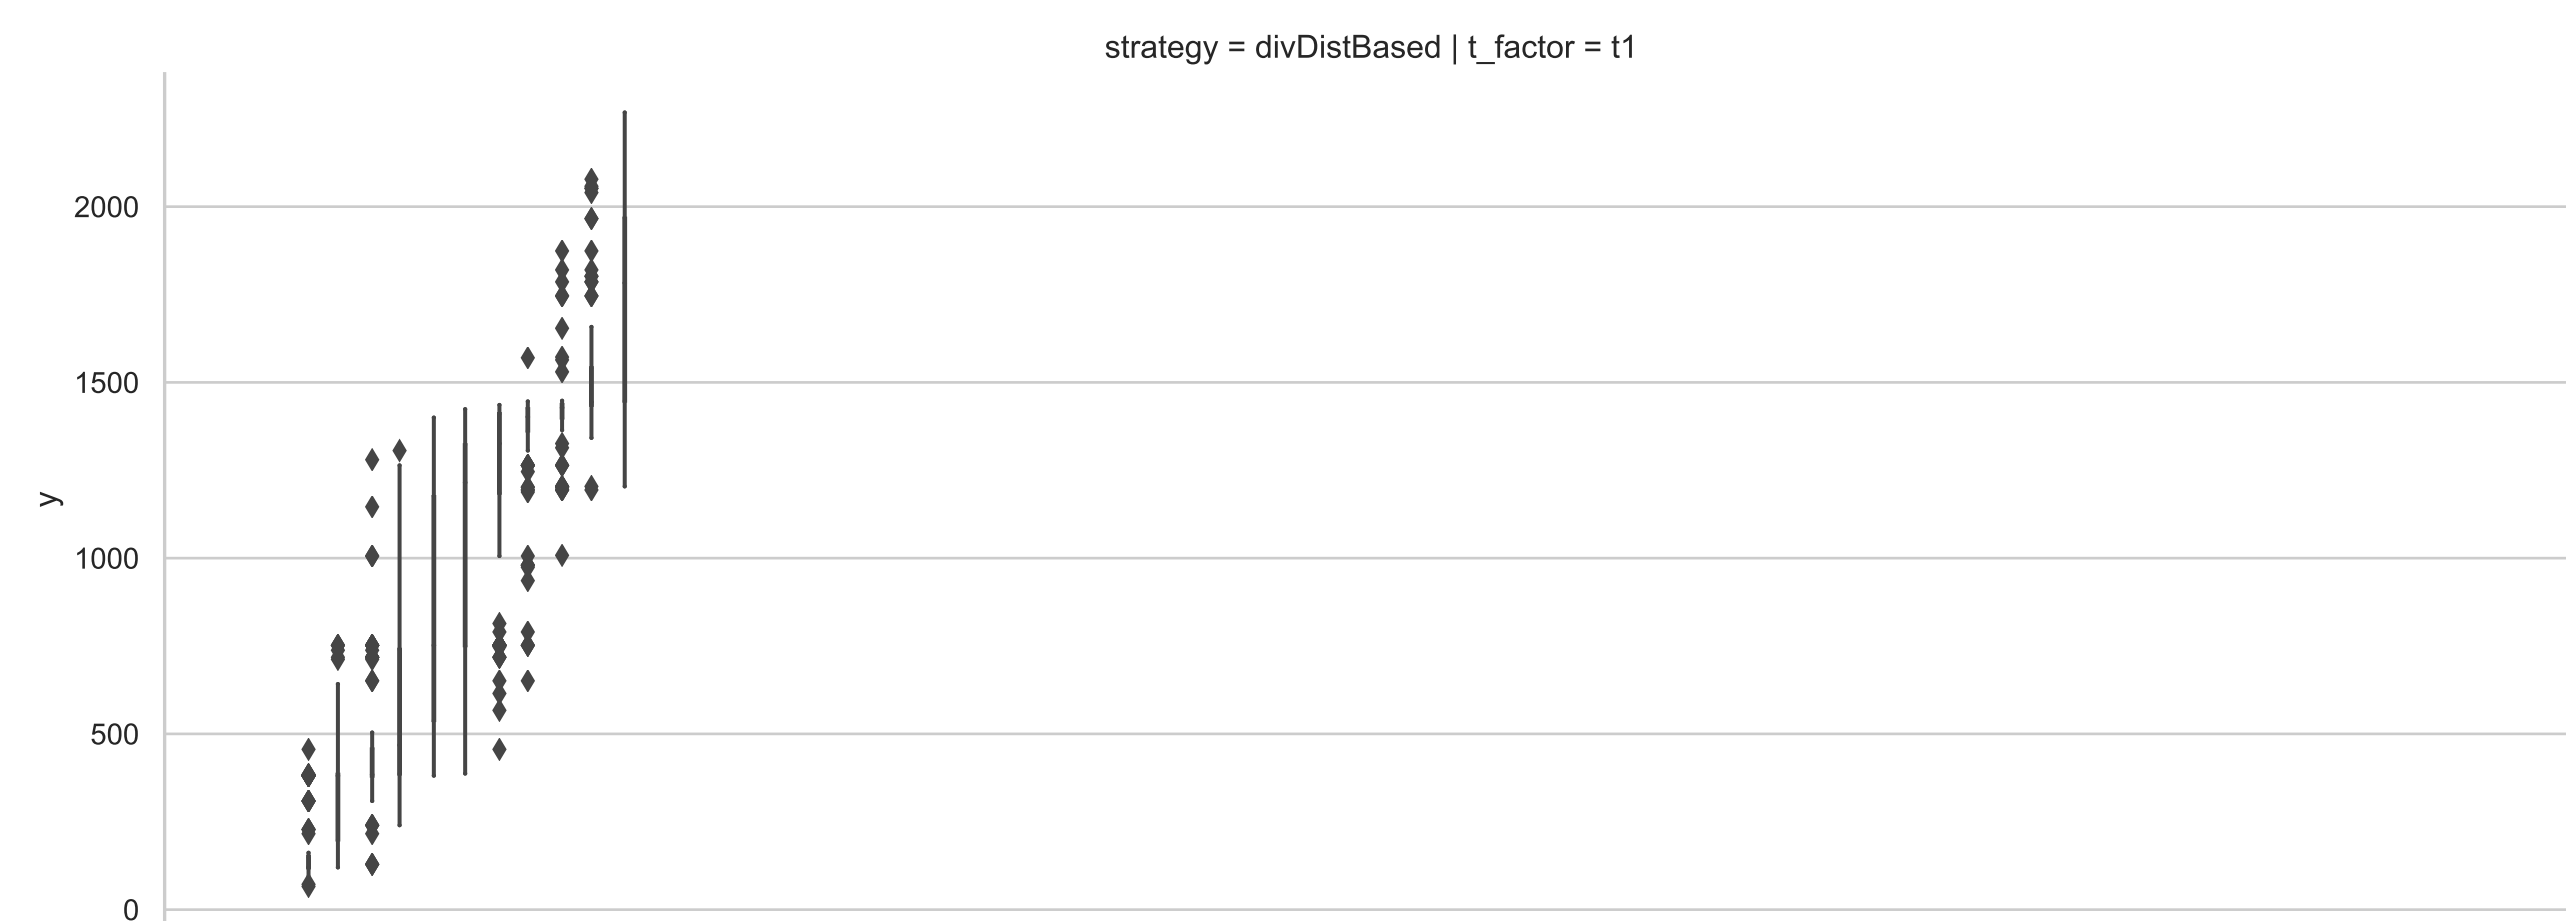 strategy = divDistBased | t_factor = t1
2000
1500
1000
500
0
y